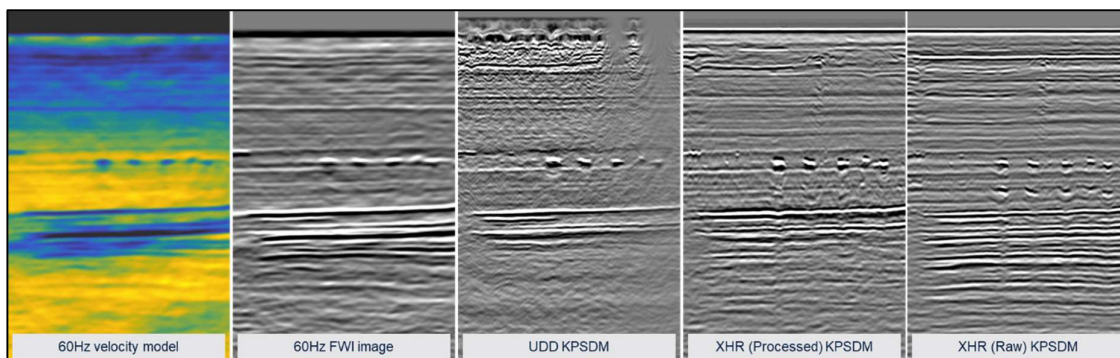 60Hz velocity model
60Hz FWI image
UDD KPSDM
XHR (Processed) KPSDM
XHR (Raw) KPSDM